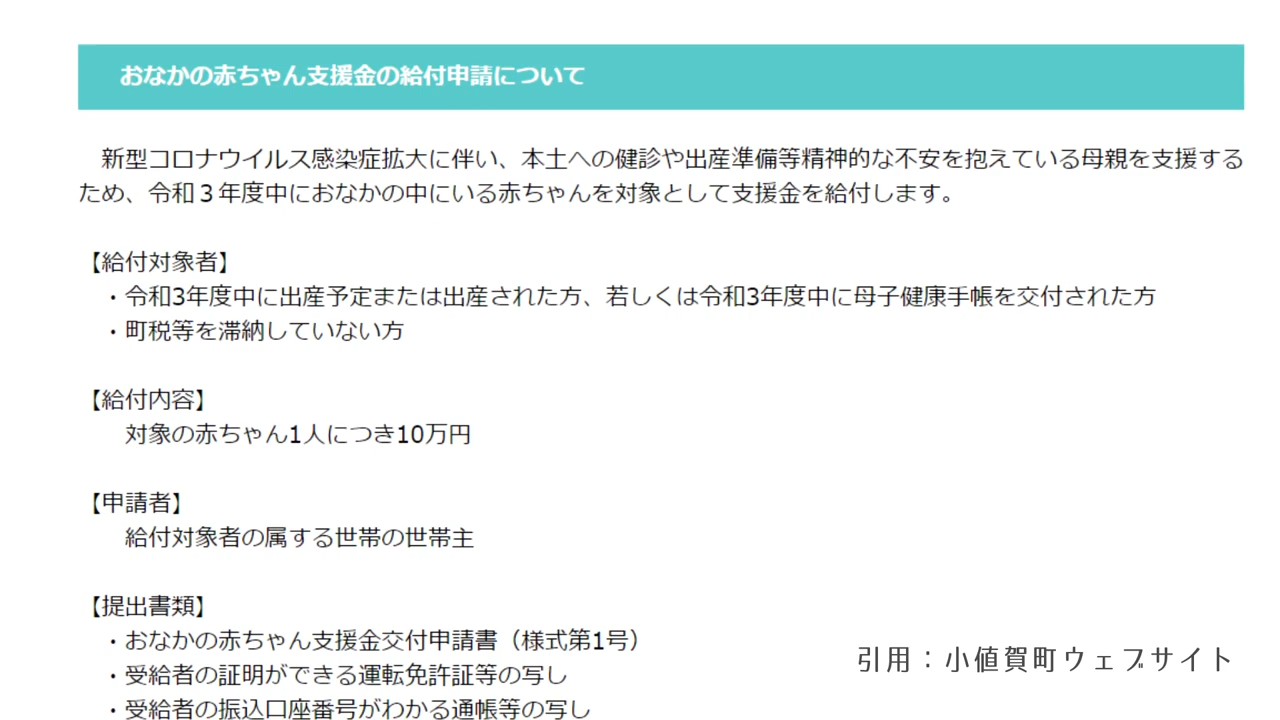 おなかの赤ちゃん支援金の給付申請について
新型コロナウイルス感染症拡大に伴い、本土への健診や出産準備等精神的な不安を抱えている母親を支援する
ため、令和３年度中におなかの中にいる赤ちゃんを対象として支援金を給付します。
【給付対象者】
・令和3年度中に出産予定または出産された方、若しくは令和3年度中に母子健康手帳を交付された方
・町税等を滞納していない方
【給付内容】
対象の赤ちゃん1人につき10万円
【申請者】
給付対象者の属する世帯の世帯主
【提出書類】
・おなかの赤ちゃん支援金交付申請書（様式第1号）
・受給者の証明ができる運転免許証等の写し
・受給者の振込口座番号がわかる通帳等の写し
引用：小値賀町ウェブサイト